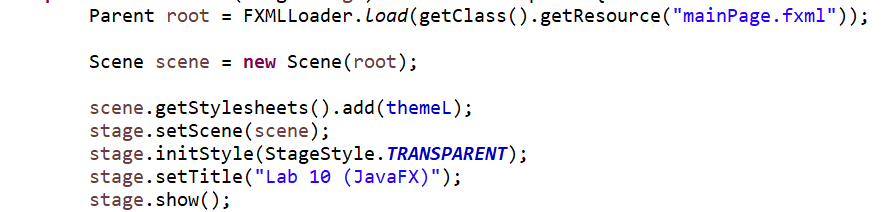 Parent root = FXMLLoader.load(getClass().getResource("mainPage.fxml"));
Scene scene = new Scene(root);
scene.getStylesheets().add(themeL);
stage.setScene(scene);
stage.initStyle(StageStyle.TRANSPARENT);
stage.setTitle("Lab 10 (JavaFX)");
stage.show();